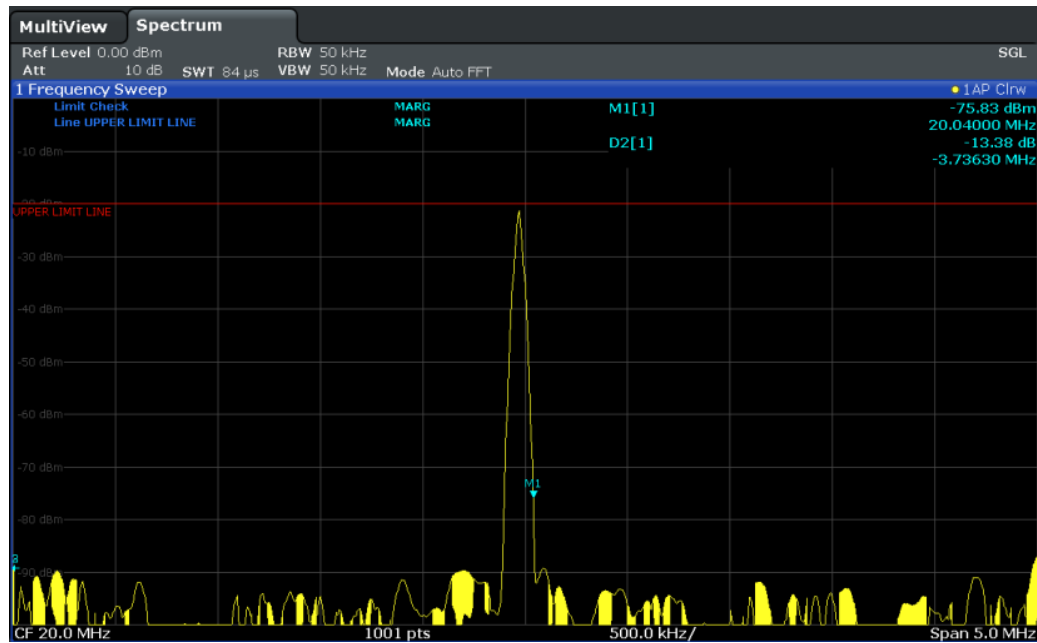 MultiView Spectrum
Ref Level 0.00 dBm RBW 50 kHz SGL
Att 10 dB SWT 84 µs VBW 50 kHz Mode Auto FFT
1 Frequency Sweep 1AP Clrw
Limit Check MARG M1[1] -75.83 dBm
Line UPPER LIMIT LINE MARG 20.04000 MHz
D2[1] -13.38 dB
-10 dBm -3.73630 MHz
-20 dBm
UPPER LIMIT LINE
-30 dBm
-40 dBm
-50 dBm
-60 dBm
-70 dBm
M1
-80 dBm
-90 dBm
CF 20.0 MHz 1001 pts 500.0 kHz/ Span 5.0 MHz